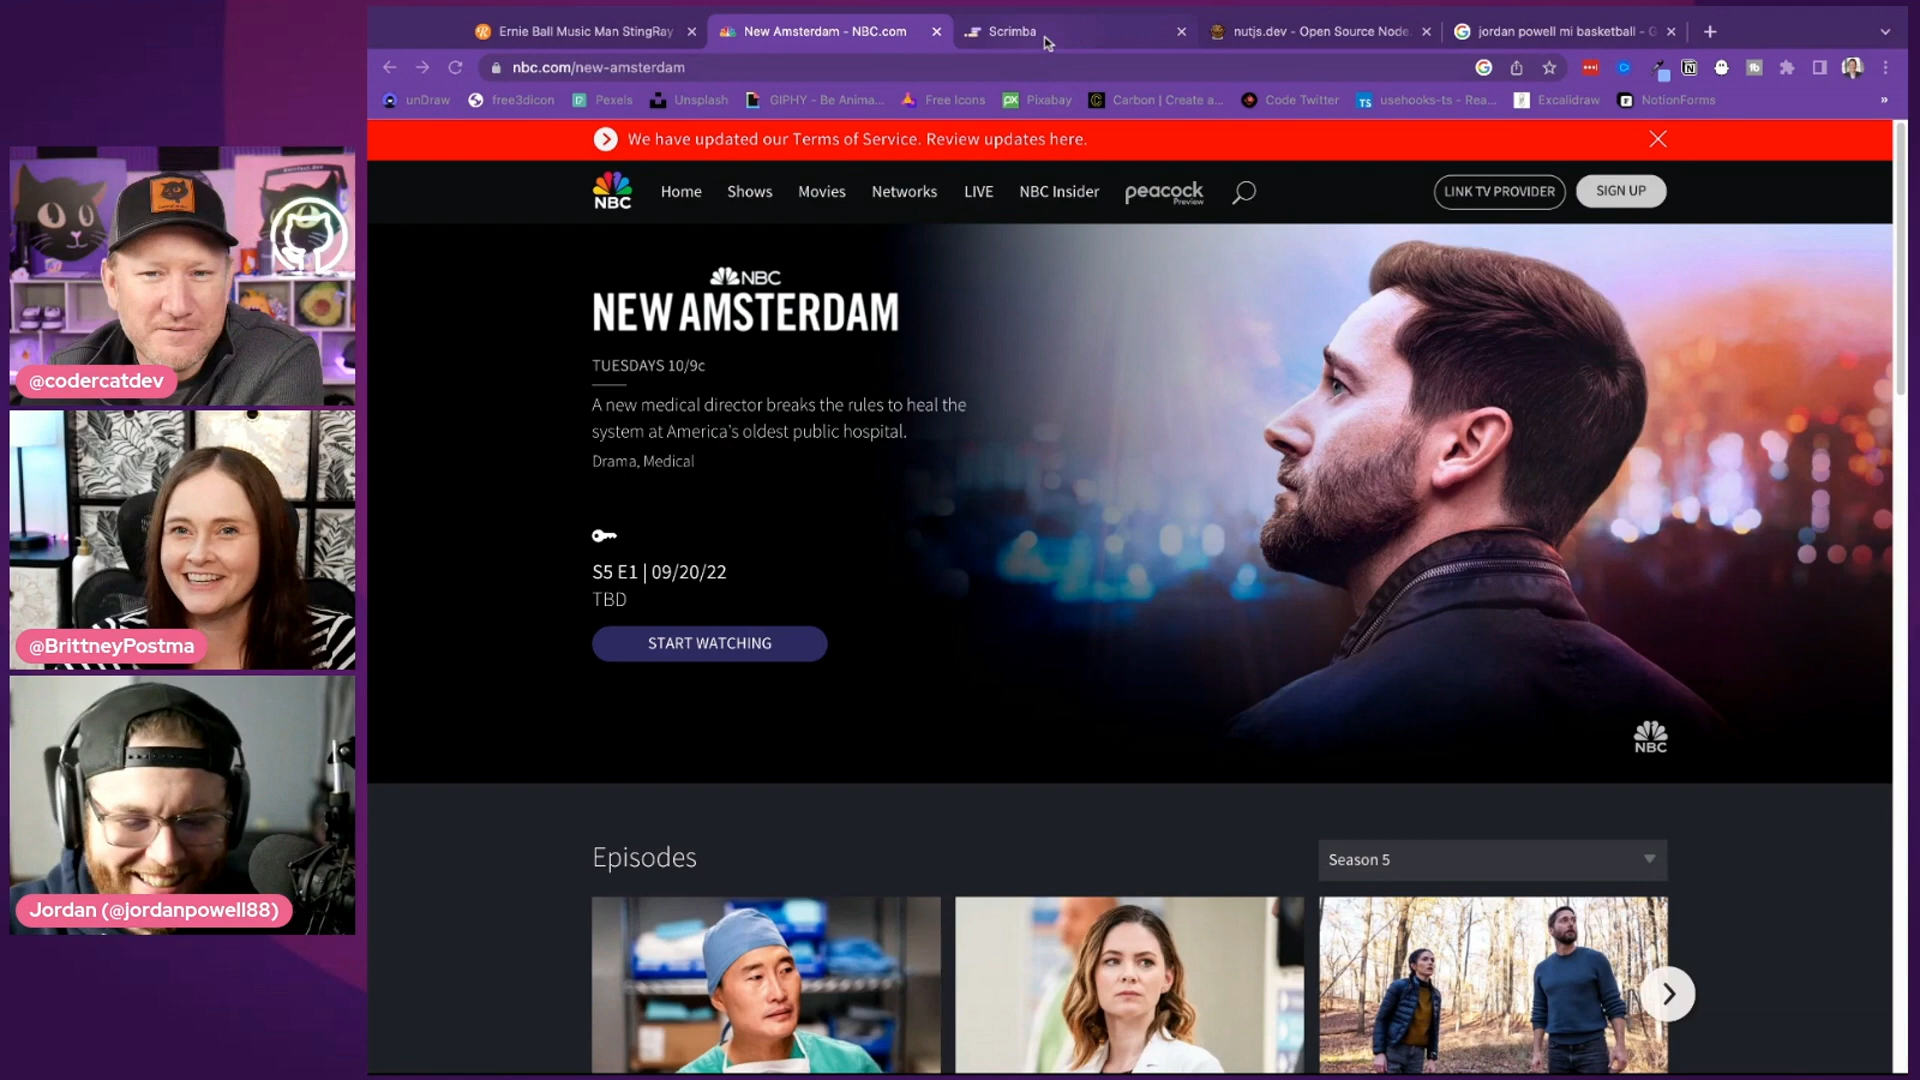 Ernie Ball Music Man StingRay
New Amsterdam - NBC.com
Scrimba
nutjs.dev - Open Source Node.
jordan powell mi basketball - G
nbc.com/new-amsterdam
unDraw
free3dicon
Pexels
Unsplash
GIPHY - Be Anima...
Free Icons
Pixabay
Carbon | Create a...
Code Twitter
usehooks-ts - Rea...
Excalidraw
NotionForms
We have updated our Terms of Service. Review updates here.
NBC
Home
Shows
Movies
Networks
LIVE
NBC Insider
peacock
Preview
LINK TV PROVIDER
SIGN UP
NBC
NEW AMSTERDAM
TUESDAYS 10/9c
A new medical director breaks the rules to heal the
system at America's oldest public hospital.
Drama, Medical
S5 E1 | 09/20/22
TBD
START WATCHING
NBC
Episodes
Season 5
@codercatdev
@BrittneyPostma
Jordan (@jordanpowell88)